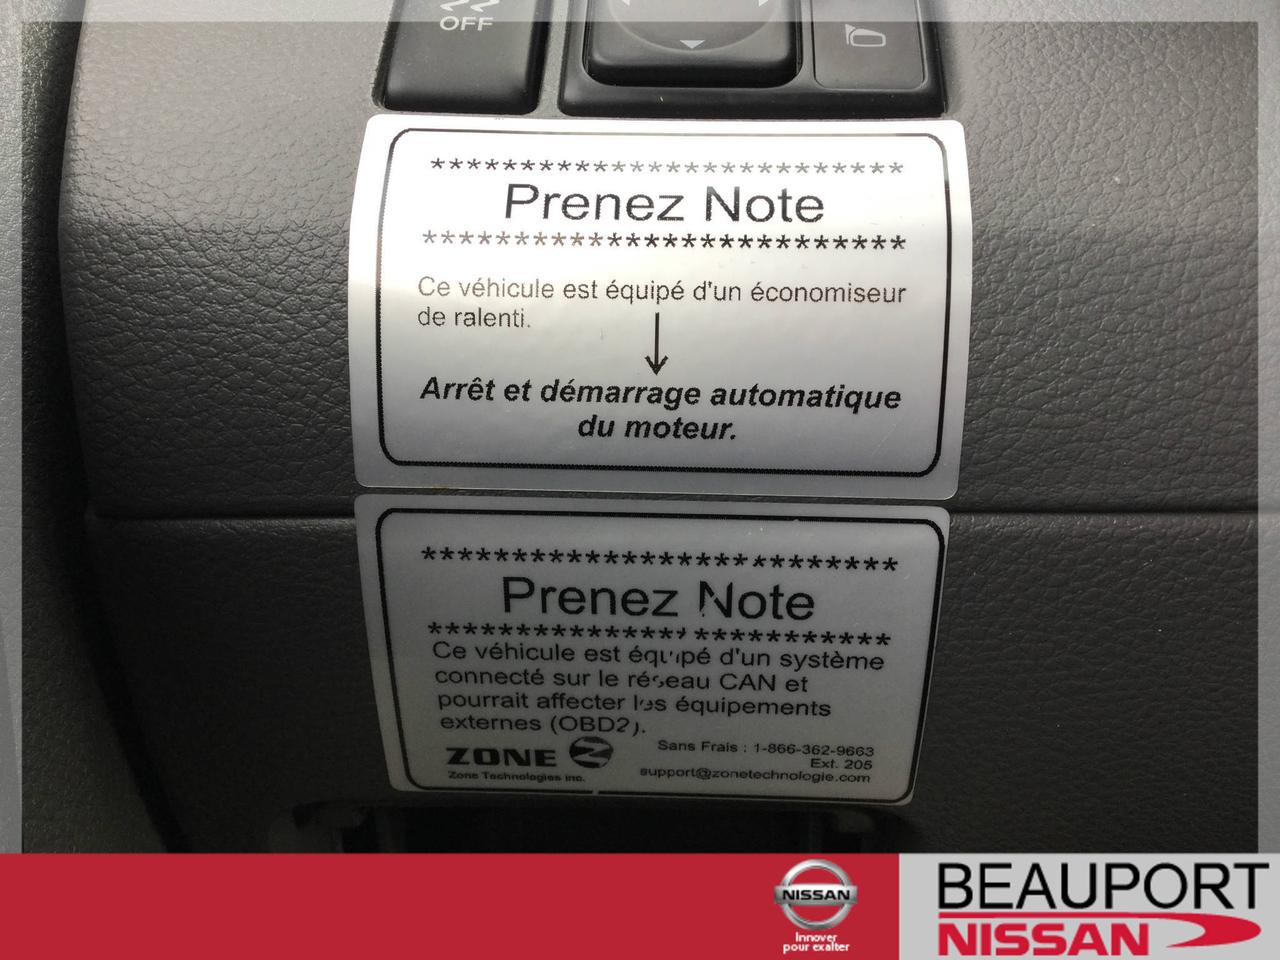 OFF
**************************
Prenez Note
***************************
Ce véhicule est équipé d'un économiseur
de ralenti.
Arrêt et démarrage automatique
du moteur.
***************************
Prenez Note
***************************
Ce véhicule est équipé d'un système
connecté sur le réseau CAN et
pourrait affecter les équipements
externes (OBD2).
ZONE Z
Zone Technologies inc.
Sans Frais : 1-866-362-9663
Ext. 205
support@zonetechnologie.com
NISSAN
Innover
pour exalter
BEAUPORT
NISSAN